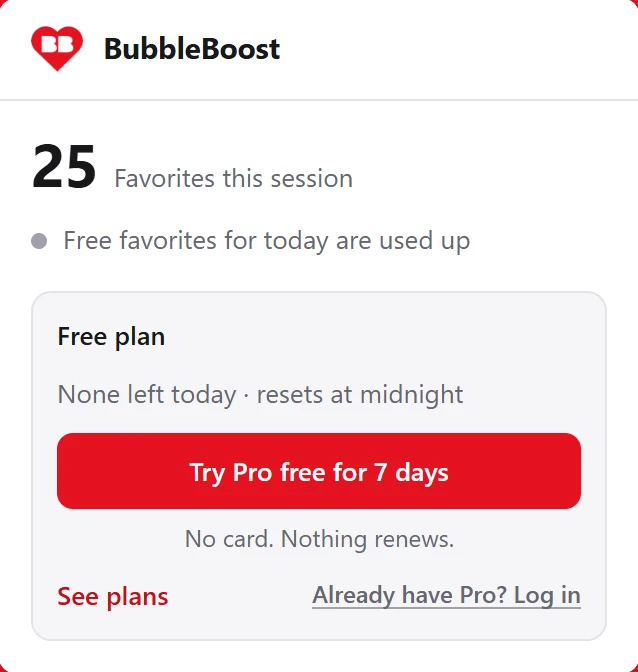 BB
BubbleBoost
25 Favorites this session
Free favorites for today are used up
Free plan
None left today · resets at midnight
Try Pro free for 7 days
No card. Nothing renews.
See plans
Already have Pro? Log in